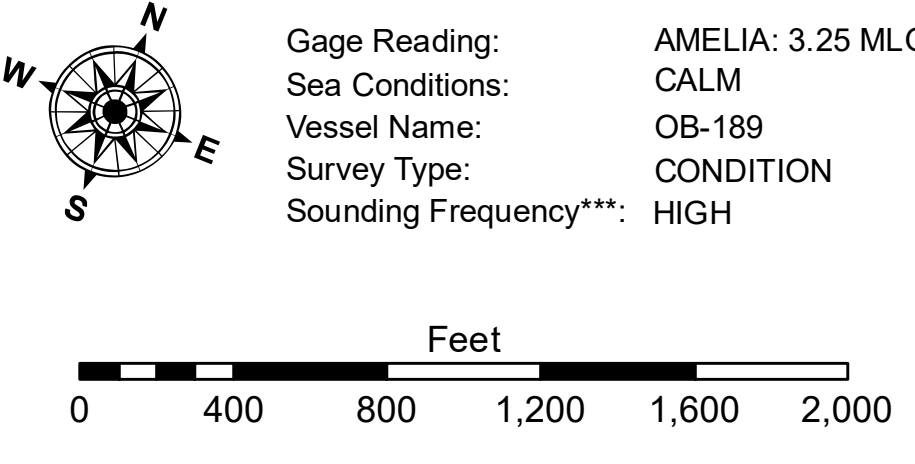 N
W
E
S
Gage Reading: AMELIA: 3.25
Sea Conditions: CALM
Vessel Name: OB-189
Survey Type: CONDITION
Sounding Frequency***: HIGH
Feet
0 400 800 1,200 1,600 2,000